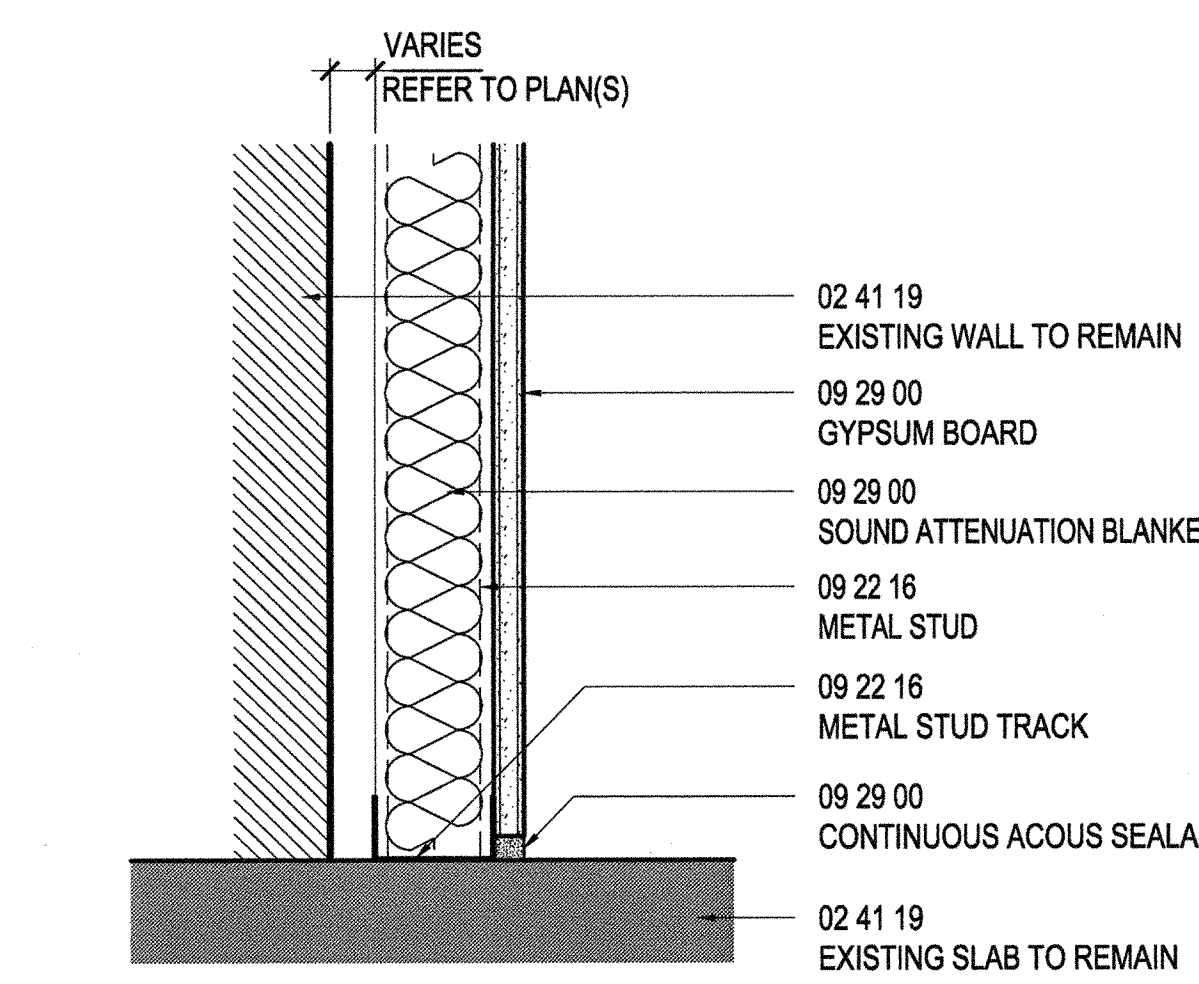 VARIES
REFER TO PLAN(S)
02 41 19
EXISTING WALL TO REMAIN
09 29 00
GYPSUM BOARD
09 29 00
SOUND ATTENUATION BLANKE
09 22 16
METAL STUD
09 22 16
METAL STUD TRACK
09 29 00
CONTINUOUS ACOUS SEALA
02 41 19
EXISTING SLAB TO REMAIN